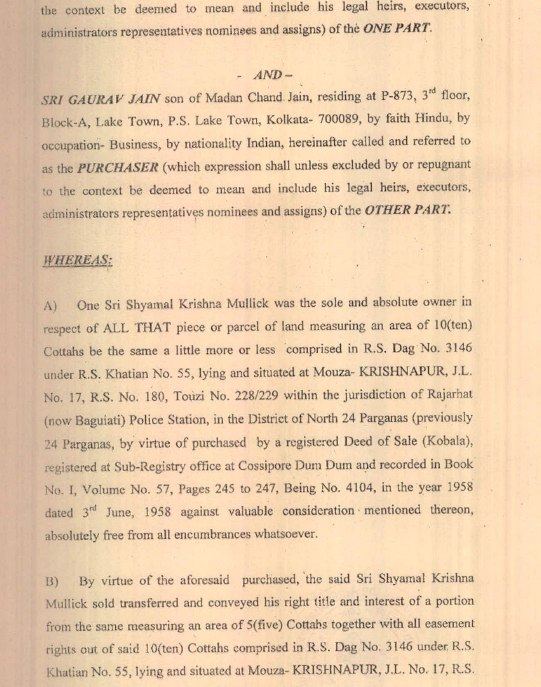 the context be deemed to mean and include his legal heirs, executors,
administrators representatives nominees and assigns) of the ONE PART.
- AND –
SRI GAURAV JAIN son of Madan Chand Jain, residing at P-873, 3rd floor,
Block-A, Lake Town, P.S. Lake Town, Kolkata- 700089, by faith Hindu, by
occupation- Business, by nationality Indian, hereinafter called and referred to
as the PURCHASER (which expression shall unless excluded by or repugnant
to the context be deemed to mean and include his legal heirs, executors,
administrators representatives nominees and assigns) of the OTHER PART.
WHEREAS:
A) One Sri Shyamal Krishna Mullick was the sole and absolute owner in
respect of ALL THAT piece or parcel of land measuring an area of 10(ten)
Cottahs be the same a little more or less comprised in R.S. Dag No. 3146
under R.S. Khatian No. 55, lying and situated at Mouza- KRISHNAPUR, J.L.
No. 17, R.S. No. 180, Touzi No. 228/229 within the jurisdiction of Rajarhat
(now Baguiati) Police Station, in the District of North 24 Parganas (previously
24 Parganas, by virtue of purchased by a registered Deed of Sale (Kobala),
registered at Sub-Registry office at Cossipore Dum Dum and recorded in Book
No. I, Volume No. 57, Pages 245 to 247, Being No. 4104, in the year 1958
dated 3rd June, 1958 against valuable consideration mentioned thereon,
absolutely free from all encumbrances whatsoever.
B) By virtue of the aforesaid purchased, the said Sri Shyamal Krishna
Mullick sold transferred and conveyed his right title and interest of a portion
from the same measuring an area of 5(five) Cottahs together with all easement
rights out of said 10(ten) Cottahs comprised in R.S. Dag No. 3146 under R.S.
Khatian No. 55, lying and situated at Mouza- KRISHNAPUR, J.L. No. 17, R.S.